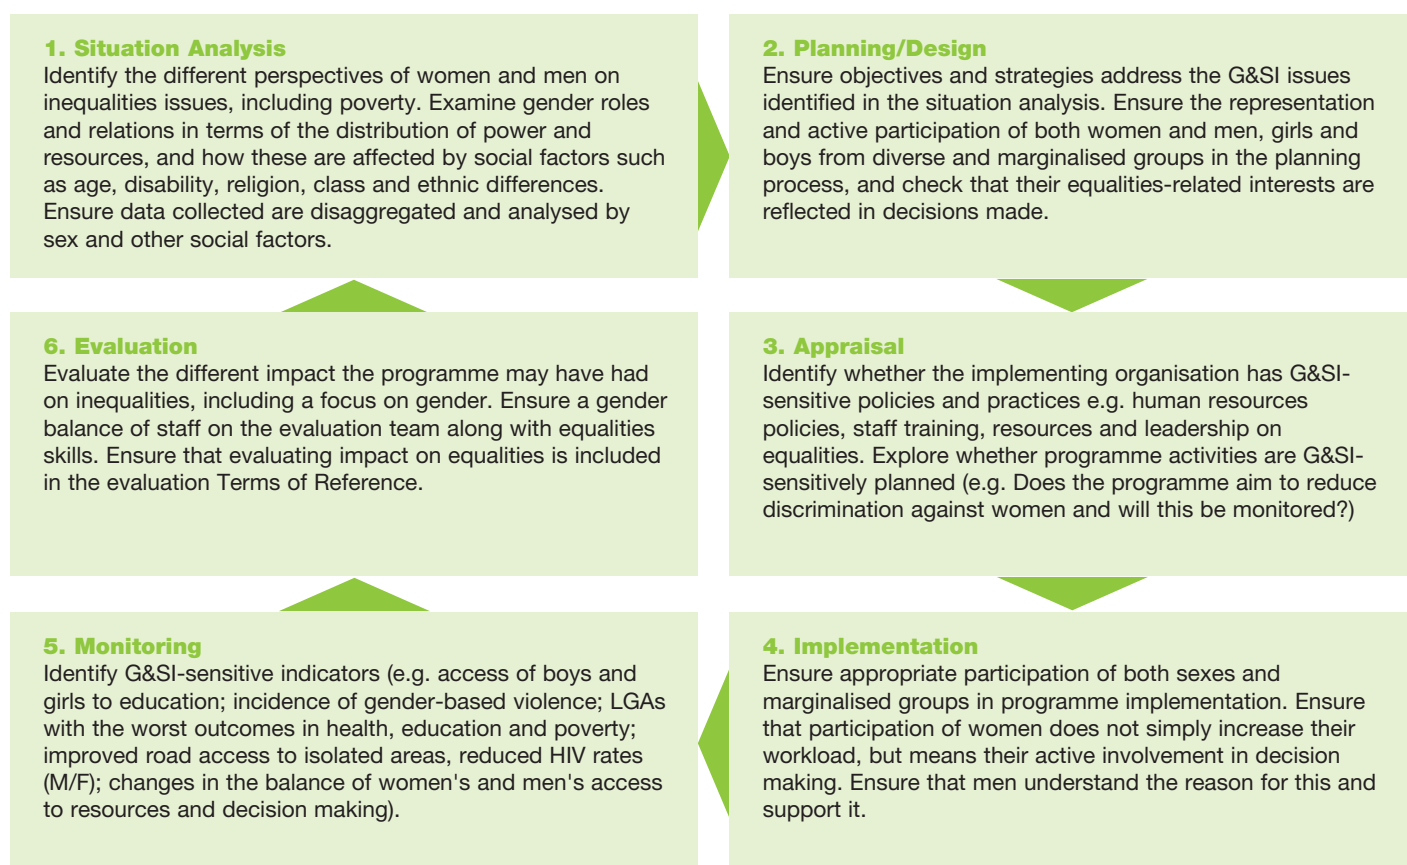 1. Situation Analysis
Identify the different perspectives of women and men on
inequalities issues, including poverty. Examine gender roles
and relations in terms of the distribution of power and
resources, and how these are affected by social factors such
as age, disability, religion, class and ethnic differences.
Ensure data collected are disaggregated and analysed by
sex and other social factors.
2. Planning/Design
Ensure objectives and strategies address the G&SI issues
identified in the situation analysis. Ensure the representation
and active participation of both women and men, girls and
boys from diverse and marginalised groups in the planning
process, and check that their equalities-related interests are
reflected in decisions made.
3. Appraisal
Identify whether the implementing organisation has G&SI-
sensitive policies and practices e.g. human resources
policies, staff training, resources and leadership on
equalities. Explore whether programme activities are G&SI-
sensitively planned (e.g. Does the programme aim to reduce
discrimination against women and will this be monitored?)
4. Implementation
Ensure appropriate participation of both sexes and
marginalised groups in programme implementation. Ensure
that participation of women does not simply increase their
workload, but means their active involvement in decision
making. Ensure that men understand the reason for this and
support it.
5. Monitoring
Identify G&SI-sensitive indicators (e.g. access of boys and
girls to education; incidence of gender-based violence; LGAs
with the worst outcomes in health, education and poverty;
improved road access to isolated areas, reduced HIV rates
(M/F); changes in the balance of women's and men's access
to resources and decision making).
6. Evaluation
Evaluate the different impact the programme may have had
on inequalities, including a focus on gender. Ensure a gender
balance of staff on the evaluation team along with equalities
skills. Ensure that evaluating impact on equalities is included
in the evaluation Terms of Reference.